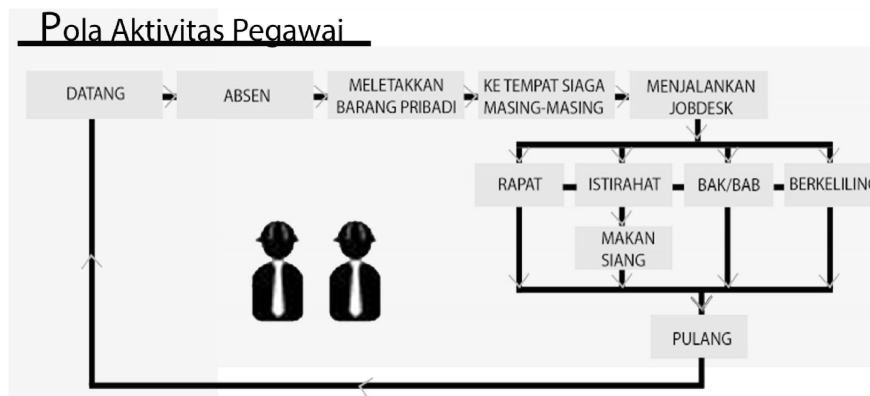 Pola Aktivitas Pegawai
DATANG
ABSEN
MELETAKKAN
BARANG PRIBADI
KE TEMPAT SIAGA
MASING-MASING
MENJALANKAN
JOBDESK
RAPAT
ISTIRAHAT
BAK/BAB
BERKELILING
MAKAN
SIANG
PULANG